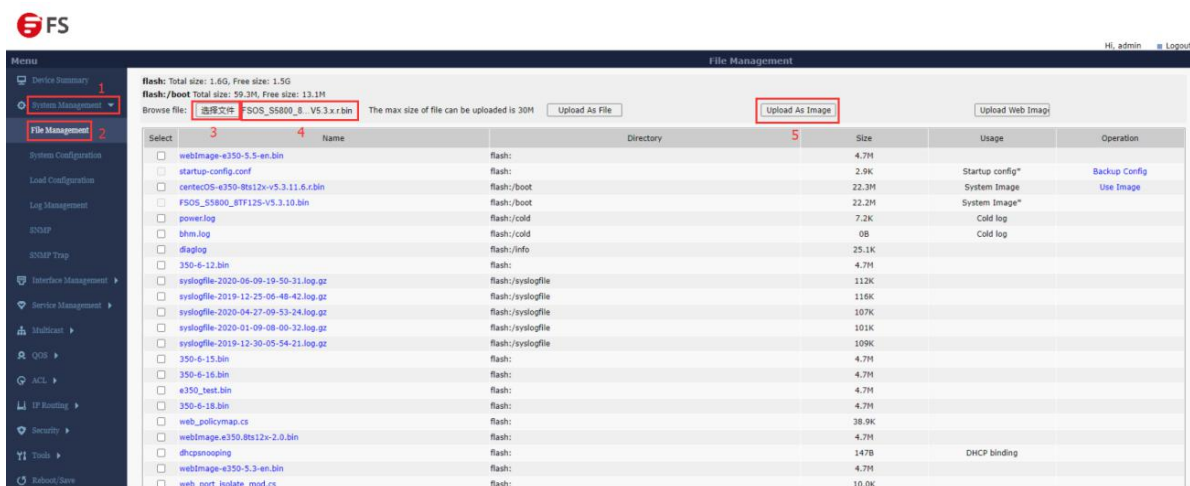 FS
Hi, admin Logout
Menu File Management
Device Summary
1
System Management
File Management 2
System Configuration
Load Configuration
Log Management
SNMP
SNMP Trap
Interface Management
Service Management
Multicast
QOS
ACL
IP Routing
Security
Tools
Reboot/Save
flash: Total size: 1.6G, Free size: 1.5G
flash:/boot Total size: 59.3M, Free size: 13.1M
Browse file: 选择文件 FSOS_S5800_8...V5.3.x.r.bin The max size of file can be uploaded is 30M Upload As File Upload As Image Upload Web Imag
3 4 5
Select Name Directory Size Usage Operation
webImage-e350-5.5-en.bin flash: 4.7M
startup-config.conf flash: 2.9K Startup config* Backup Config
centecOS-e350-8ts12x-v5.3.11.6.r.bin flash:/boot 22.3M System Image Use Image
FSOS_S5800_8TF12S-V5.3.10.bin flash:/boot 22.2M System Image*
power.log flash:/cold 7.2K Cold log
bhm.log flash:/cold 0B Cold log
diaglog flash:/info 25.1K
350-6-12.bin flash: 4.7M
syslogfile-2020-06-09-19-50-31.log.gz flash:/syslogfile 112K
syslogfile-2019-12-25-06-48-42.log.gz flash:/syslogfile 116K
syslogfile-2020-04-27-09-53-24.log.gz flash:/syslogfile 107K
syslogfile-2020-01-09-08-00-32.log.gz flash:/syslogfile 101K
syslogfile-2019-12-30-05-54-21.log.gz flash:/syslogfile 109K
350-6-15.bin flash: 4.7M
350-6-16.bin flash: 4.7M
e350_test.bin flash: 4.7M
350-6-18.bin flash: 4.7M
web_policymap.cs flash: 38.9K
webImage.e350.8ts12x-2.0.bin flash: 4.7M
dhcpsnooping flash: 147B DHCP binding
webImage-e350-5.3-en.bin flash: 4.7M
web_port_isolate_mod.cs flash: 10.0K